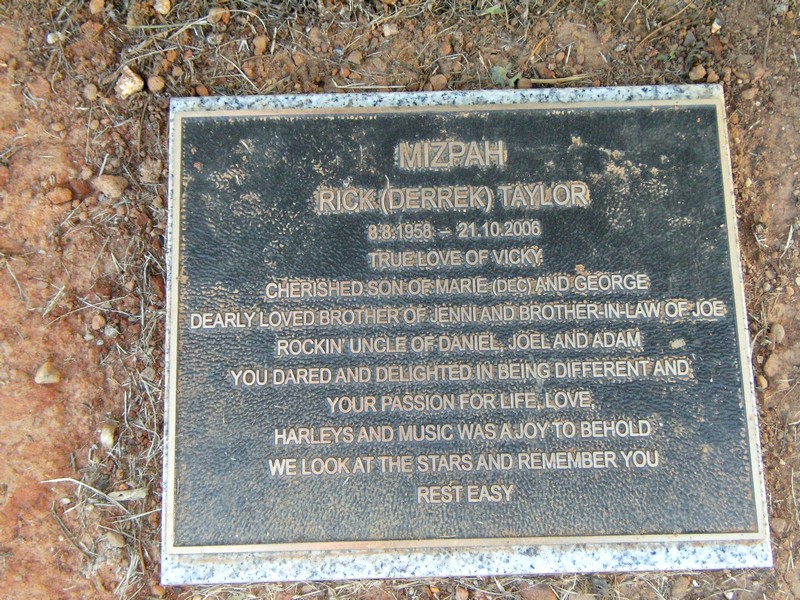 MIZPAH
RICK (DERREK) TAYLOR
8.8.1958 - 21.10.2006
TRUE LOVE OF VICKY
CHERISHED SON OF MARIE (DEC) AND GEORGE
DEARLY LOVED BROTHER OF JENNI AND BROTHER-IN-LAW OF JOE
ROCKIN' UNCLE OF DANIEL, JOEL AND ADAM
YOU DARED AND DELIGHTED IN BEING DIFFERENT AND
YOUR PASSION FOR LIFE, LOVE,
HARLEYS AND MUSIC WAS A JOY TO BEHOLD
WE LOOK AT THE STARS AND REMEMBER YOU
REST EASY